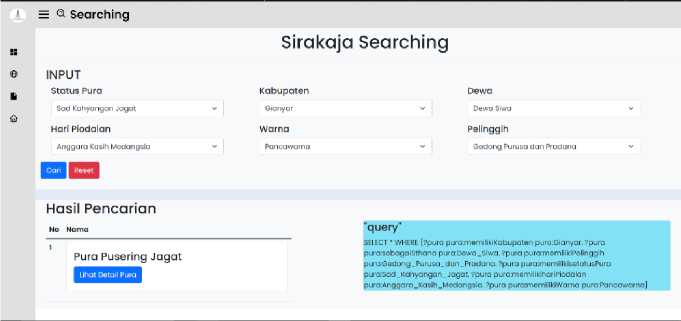 Searching
Sirakaja Searching
INPUT
Status Pura
Kabupaten
Dewa
Sad Kahyangan Jagat
Gianyar
Dewa Siwa
Hari Piodalan
Warna
Pelinggih
Anggara Kasih Medangsia
Pancawarna
Gedong Purusa dan Pradana
Cari
Reset
Hasil Pencarian
No Nama
1
Pura Pusering Jagat
Lihat Detail Pura
"query"
SELECT * WHERE {?pura pura:memilikiKabupaten pura:Gianyar. ?pura
pura:sebagaiSthana pura:Dewa_Siwa. ?pura pura:memilikiPelinggih
pura:Gedong_Purusa_dan_Pradana. ?pura pura:memilikiStatusPura
pura:Sad_Kahyangan_Jagat. ?pura pura:memilikiHariPiodalan
pura:Anggara_Kasih_Medangsia. ?pura pura:memilikiWarna pura:Pancawarna}